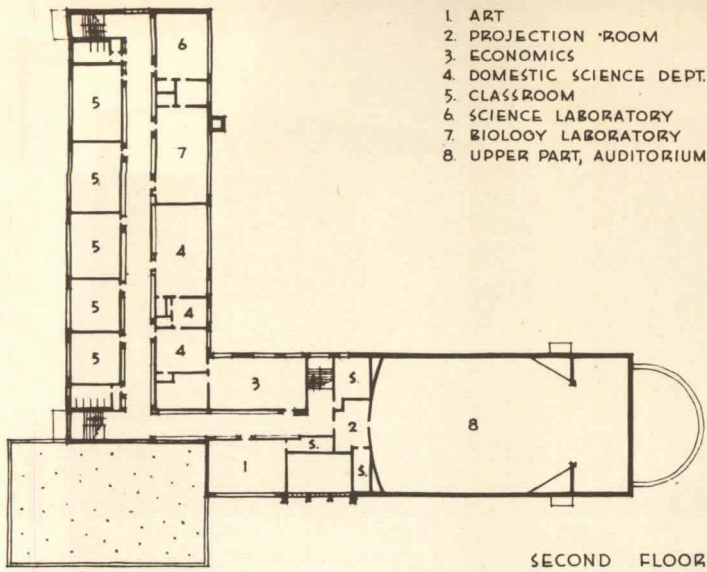 1. ART
2. PROJECTION ROOM
3. ECONOMICS
4. DOMESTIC SCIENCE DEPT.
5. CLASSROOM
6. SCIENCE LABORATORY
7. BIOLOGY LABORATORY
8. UPPER PART, AUDITORIUM
6
5
7
5
5
4
5
4
5
4
3
S.
2
8
S.
1
S.
SECOND FLOOR